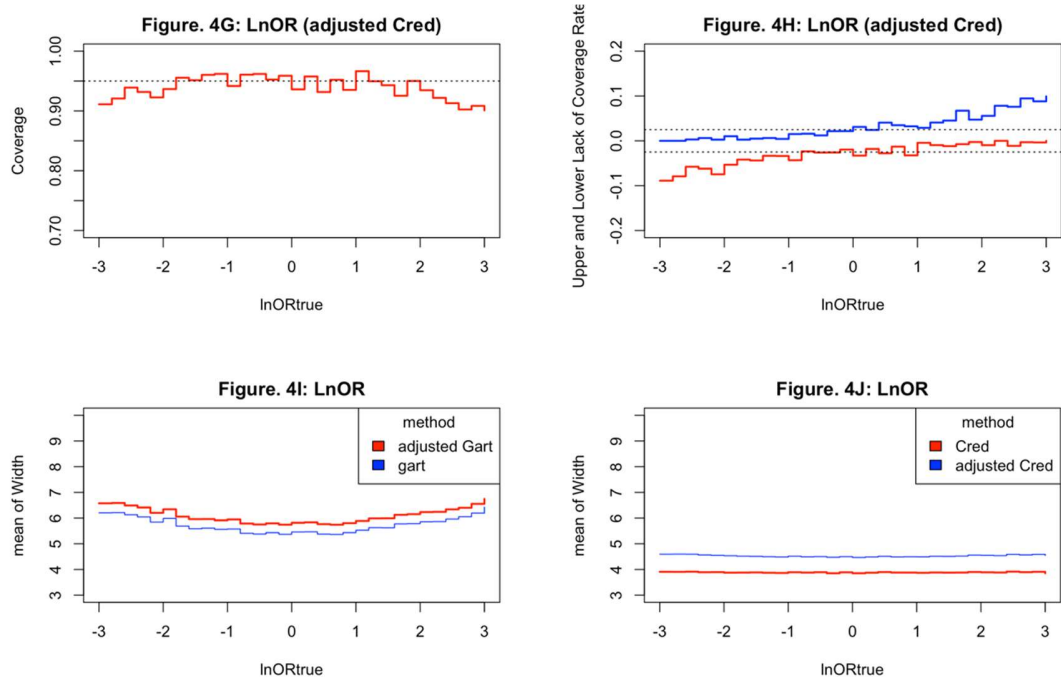 Figure. 4G: LnOR (adjusted Cred)
Coverage
1.00
0.90
0.80
0.70
-3 -2 -1 0 1 2 3
lnORtrue
Figure. 4H: LnOR (adjusted Cred)
Upper and Lower Lack of Coverage Rate
0.2
0.1
0.0
-0.1
-0.2
-3 -2 -1 0 1 2 3
lnORtrue
Figure. 4I: LnOR
mean of Width
9
8
7
6
5
4
3
method
adjusted Gart
gart
-3 -2 -1 0 1 2 3
lnORtrue
Figure. 4J: LnOR
mean of Width
9
8
7
6
5
4
3
method
Cred
adjusted Cred
-3 -2 -1 0 1 2 3
lnORtrue